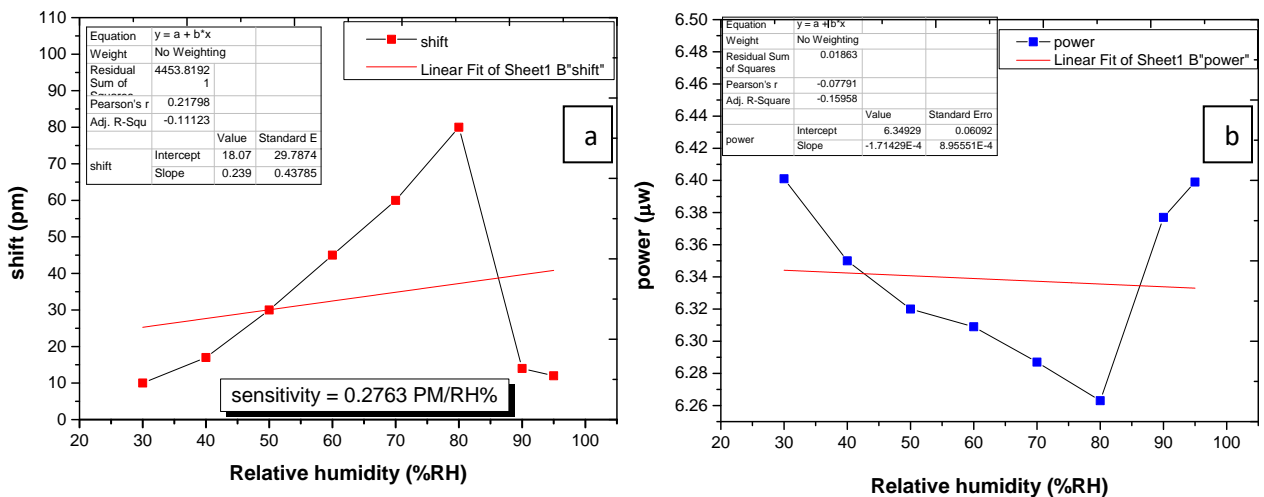 110
100
90
80
70
60
50
40
30
20
10
0
shift (pm)
Equation y = a + b*x
Weight No Weighting
Residual Sum of 4453.8192
1
Pearson's r 0.21798
Adj. R-Squ -0.11123
Value Standard E
shift
Intercept 18.07 29.7874
Slope 0.239 0.43785
shift
Linear Fit of Sheet1 B"shift"
a
sensitivity = 0.2763 PM/RH%
20 30 40 50 60 70 80 90 100
Relative humidity (%RH)
6.50
6.48
6.46
6.44
6.42
6.40
6.38
6.36
6.34
6.32
6.30
6.28
6.26
power (μw)
Equation y = a + b*x
Weight No Weighting
Residual Sum
of Squares
0.01863
Pearson's r -0.07791
Adj. R-Square -0.15958
Value Standard Erro
power
Intercept 6.34929 0.06092
Slope -1.71429E-4 8.95551E-4
power
Linear Fit of Sheet1 B"power"
b
20 30 40 50 60 70 80 90 100
Relative humidity (%RH)